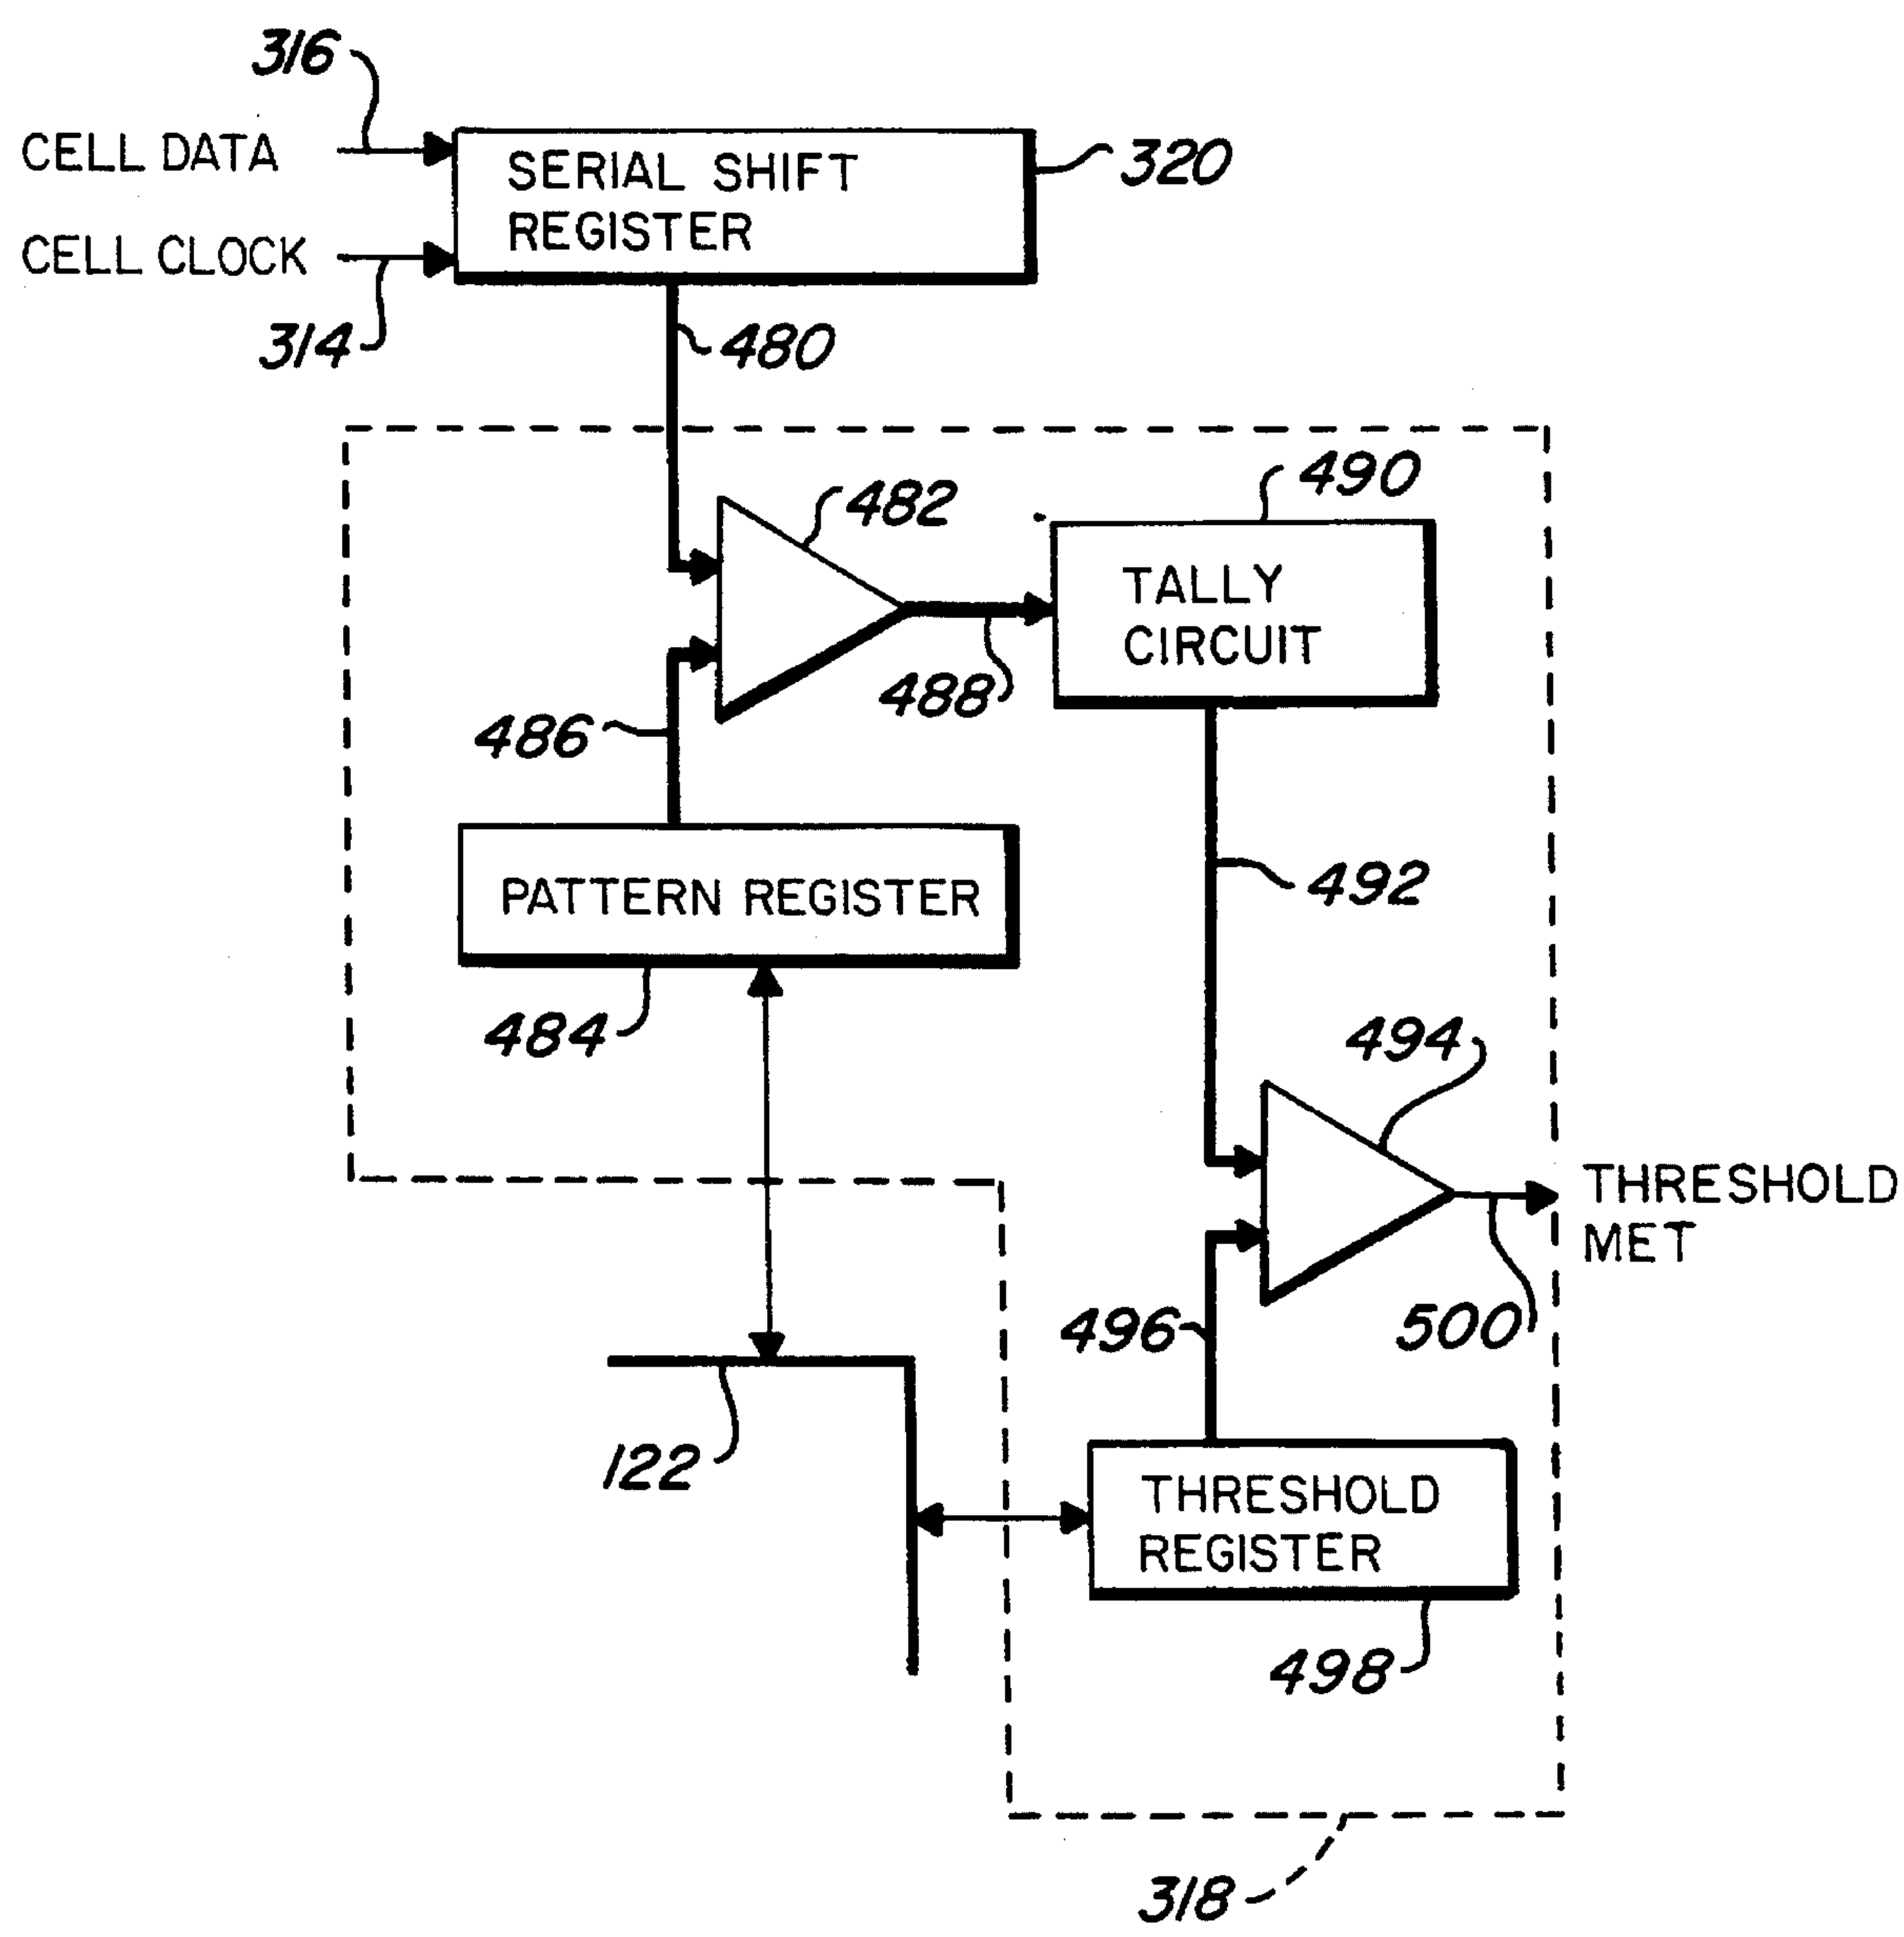 316
CELL DATA
SERIAL SHIFT
REGISTER
320
CELL CLOCK
314
480
482
490
TALLY
CIRCUIT
488
486
PATTERN REGISTER
492
484
494
THRESHOLD
MET
496
500
122
THRESHOLD
REGISTER
498
318